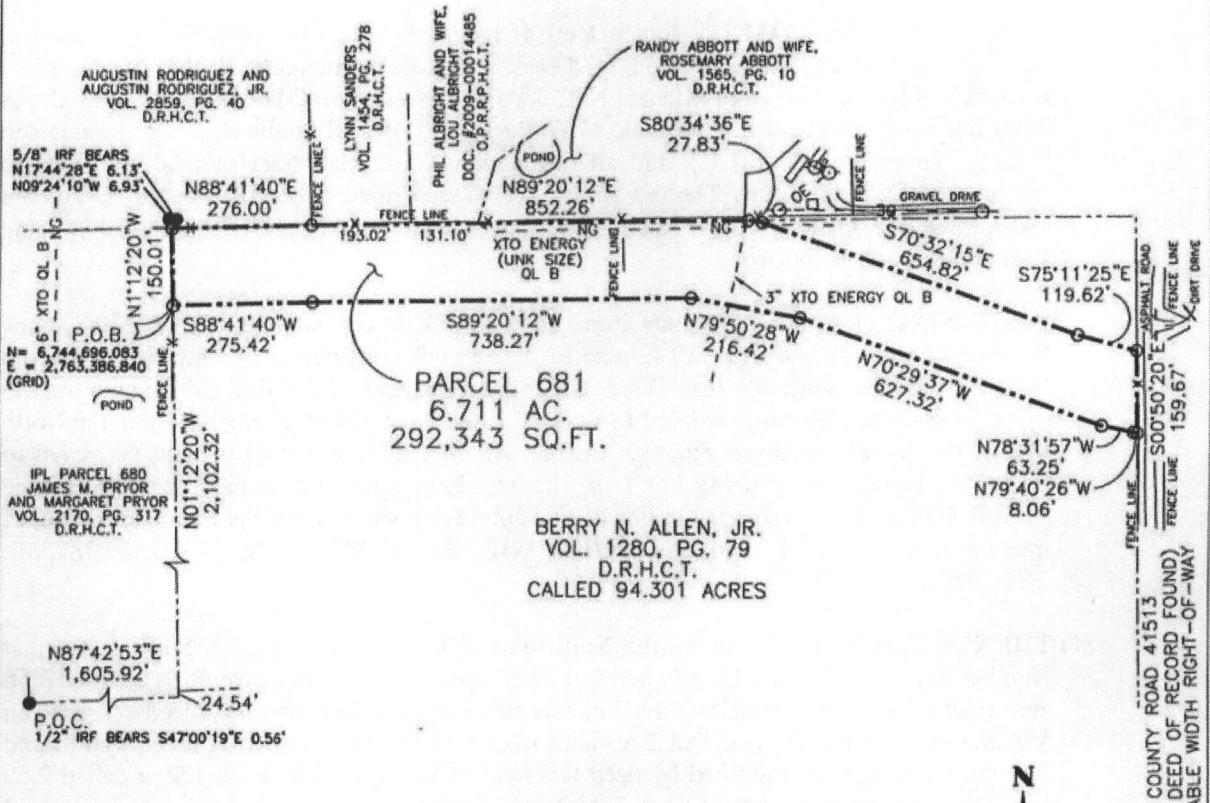 AUGUSTIN RODRIGUEZ AND
AUGUSTIN RODRIGUEZ, JR.
VOL. 2859, PG. 40
D.R.H.C.T.
LYNN SANDERS
VOL. 1454, PG. 278
D.R.H.C.T.
PHIL ALBRIGHT AND WIFE,
LOU ALBRIGHT
DOC. #2009-00014485
O.P.R.R.P.H.C.T.
RANDY ABBOTT AND WIFE,
ROSEMARY ABBOTT
VOL. 1565, PG. 10
D.R.H.C.T.
S80°34'36"E
27.83'
POND
FENCE LINE
GRAVEL DRIVE
5/8" IRF BEARS
N17°44'28"E 6.13'
N09°24'10"W 6.93'
N88°41'40"E
276.00'
FENCE LINE
N89°20'12"E
852.26'
FENCE LINE
193.02'
131.10'
XTO ENERGY
(UNK SIZE)
OL B
NG
NG
FENCE LINE
S70°32'15"E
654.82'
S75°11'25"E
119.62'
ASPHALT ROAD
FENCE LINE
DIRT DRIVE
6" XTO OL B
NG
N1°12'20"W
150.01'
P.O.B.
N= 6,744,696.083
E = 2,763,386.840
(GRID)
S88°41'40"W
275.42'
S89°20'12"W
738.27'
3" XTO ENERGY OL B
N79°50'28"W
216.42'
N70°29'37"W
627.32'
S00°50'20"E
159.67'
FENCE LINE
POND
PARCEL 681
6.711 AC.
292.343 SQ.FT.
N78°31'57"W
63.25'
N79°40'26"W
8.06'
FENCE LINE
FENCE LINE
IPL PARCEL 680
JAMES M. PRYOR
AND MARGARET PRYOR
VOL. 2170, PG. 317
D.R.H.C.T.
N01°12'20"W
2,102.32
BERRY N. ALLEN, JR.
VOL. 1280, PG. 79
D.R.H.C.T.
CALLED 94.301 ACRES
COUNTY ROAD 41513
DEED OF RECORD FOUND)
ABLE WIDTH RIGHT-OF-WAY
N87°42'53"E
1,605.92'
24.54'
P.O.C.
1/2" IRF BEARS S47°00'19"E 0.56'
N